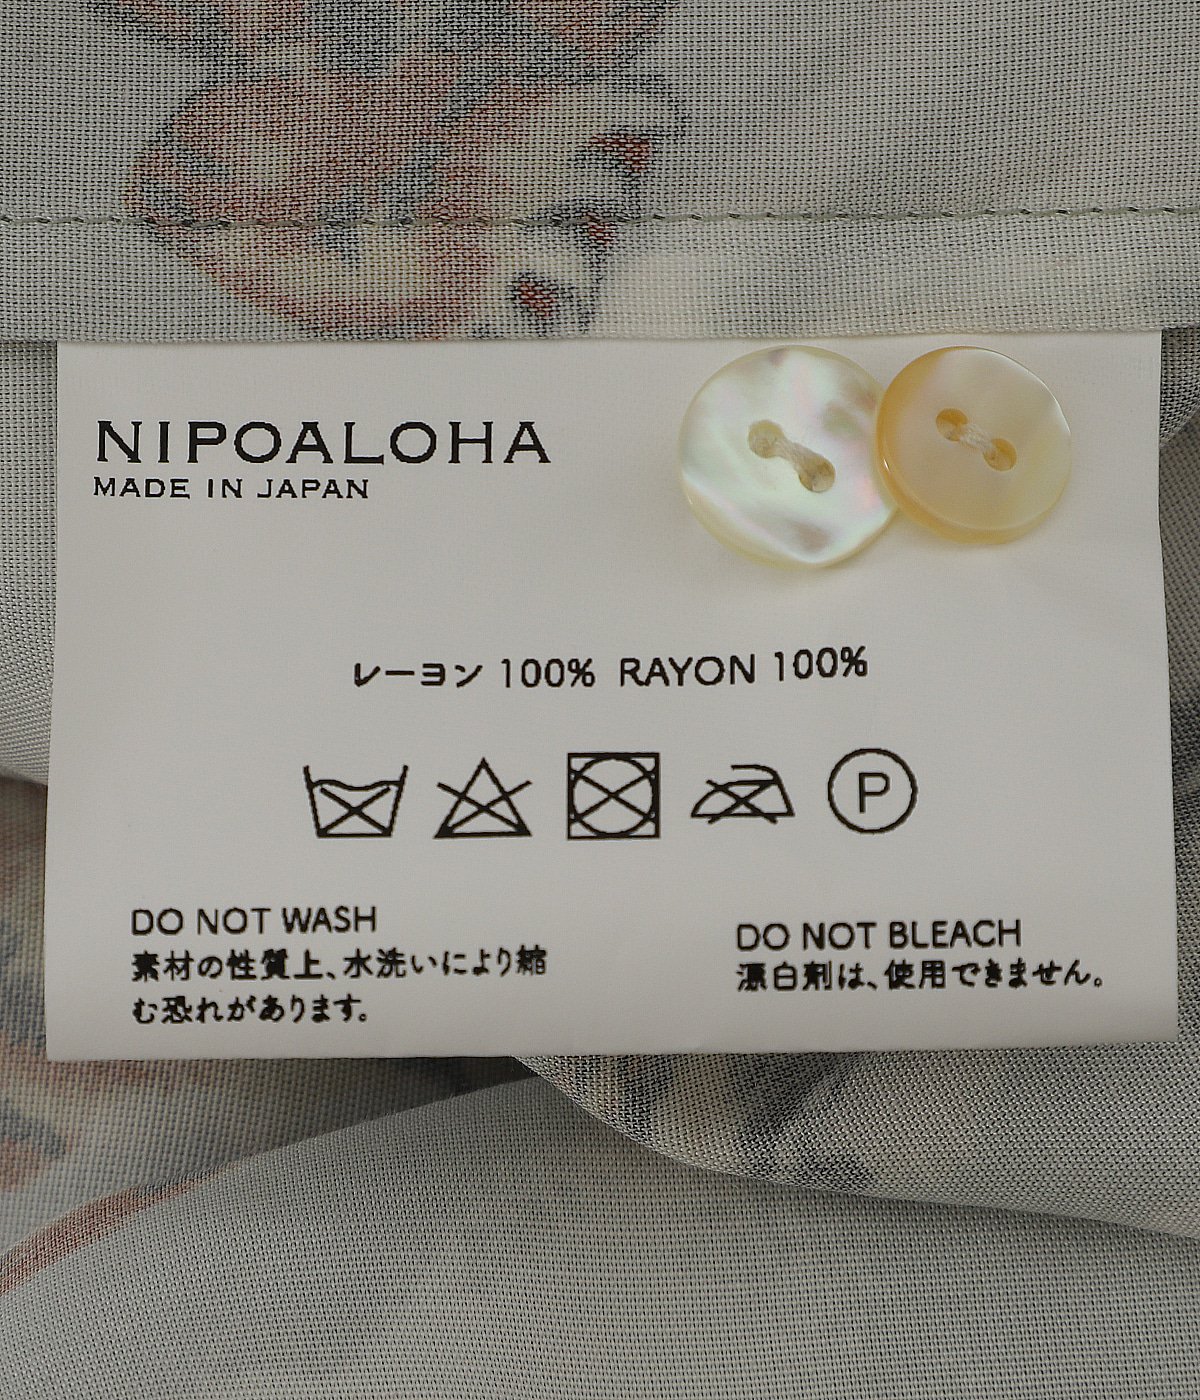 NIPOALOHA
MADE IN JAPAN
レーヨン 100% RAYON 100%
P
DO NOT WASH
素材の性質上、水洗いにより縮
む恐れがあります。
DO NOT BLEACH
漂白剤は、使用できません。